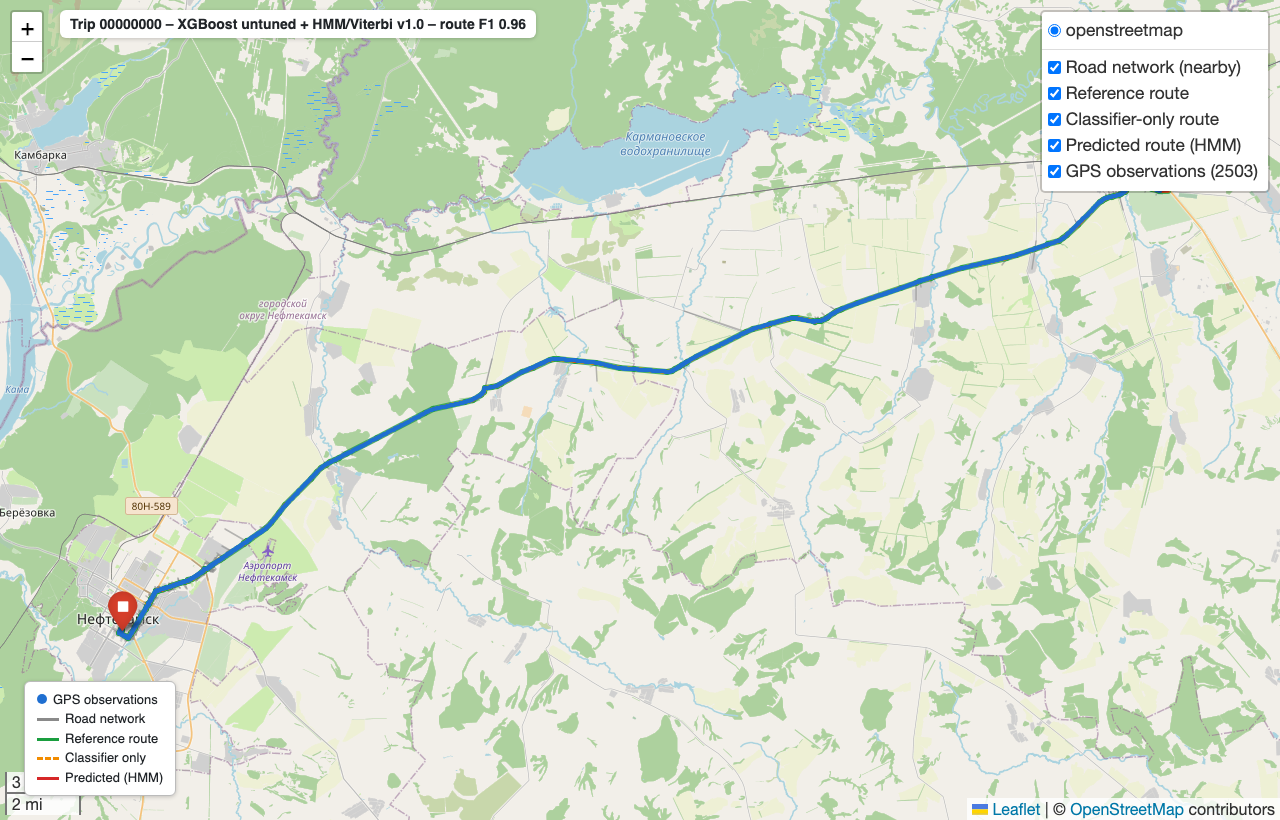 +
−
Trip 00000000 – XGBoost untuned + HMM/Viterbi v1.0 – route F1 0.96
openstreetmap
Road network (nearby)
Reference route
Classifier-only route
Predicted route (HMM)
GPS observations (2503)
Кармановское
водохранилище
Камбарка
городской
округ Нефтекамск
Кама
80Н-589
Берёзовка
Аэропорт
Нефтекамск
GPS observations
Road network
Reference route
Classifier only
Predicted (HMM)
3
2 mi
Leaflet | © OpenStreetMap contributors